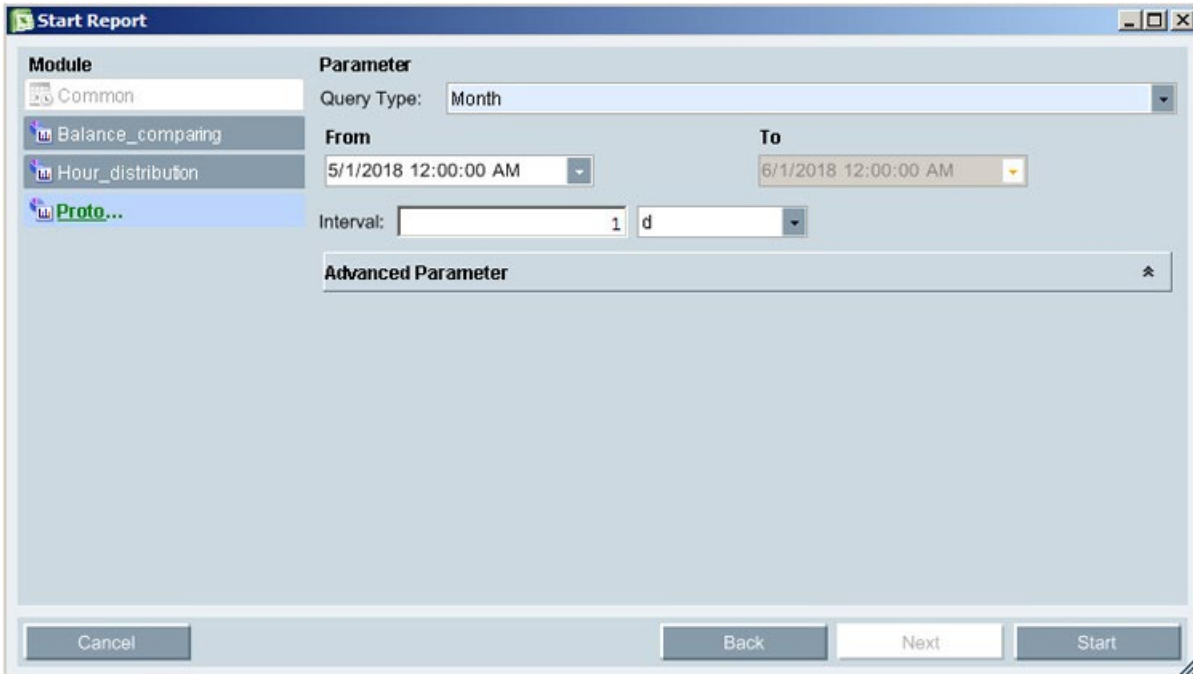 Start Report
Module
Common
Balance_comparing
Hour_distribution
Proto...
Parameter
Query Type: Month
From To
5/1/2018 12:00:00 AM 6/1/2018 12:00:00 AM
Interval: 1 d
Advanced Parameter
Cancel Back Next Start